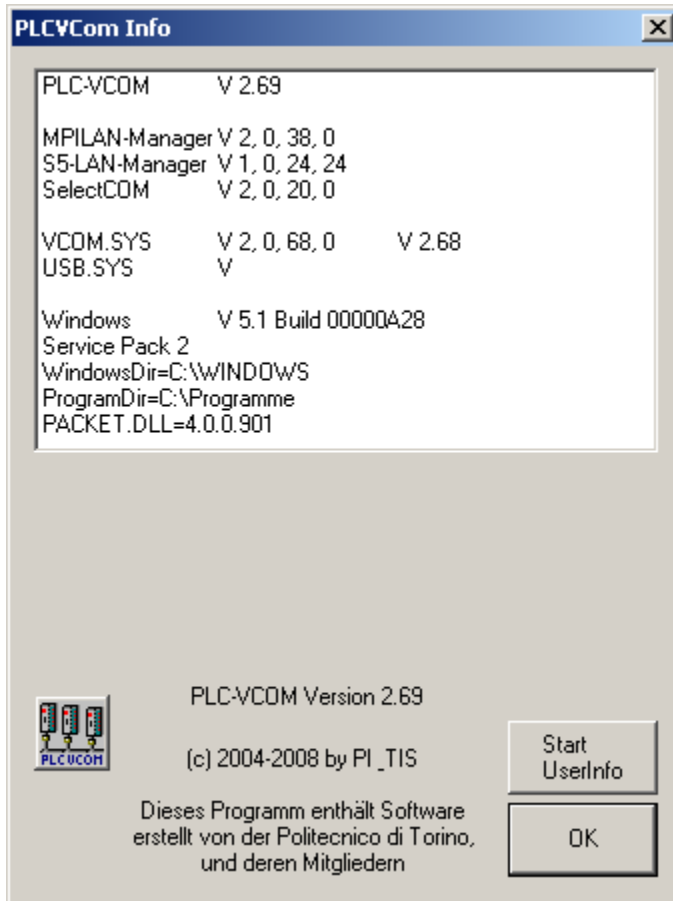 PLCVCom Info
PLC-VCOM V 2.69
MPILAN-Manager V 2, 0, 38, 0
S5-LAN-Manager V 1, 0, 24, 24
SelectCOM V 2, 0, 20, 0
VCOM.SYS V 2, 0, 68, 0 V 2.68
USB.SYS V
Windows V 5.1 Build 00000A28
Service Pack 2
WindowsDir=C:\WINDOWS
ProgramDir=C:\Programme
PACKET.DLL=4.0.0.901
PLC-VCOM Version 2.69
PLCVCOM
(c) 2004-2008 by PI_TIS
Start
UserInfo
Dieses Programm enthält Software
erstellt von der Politecnico di Torino,
und deren Mitgliedern
OK